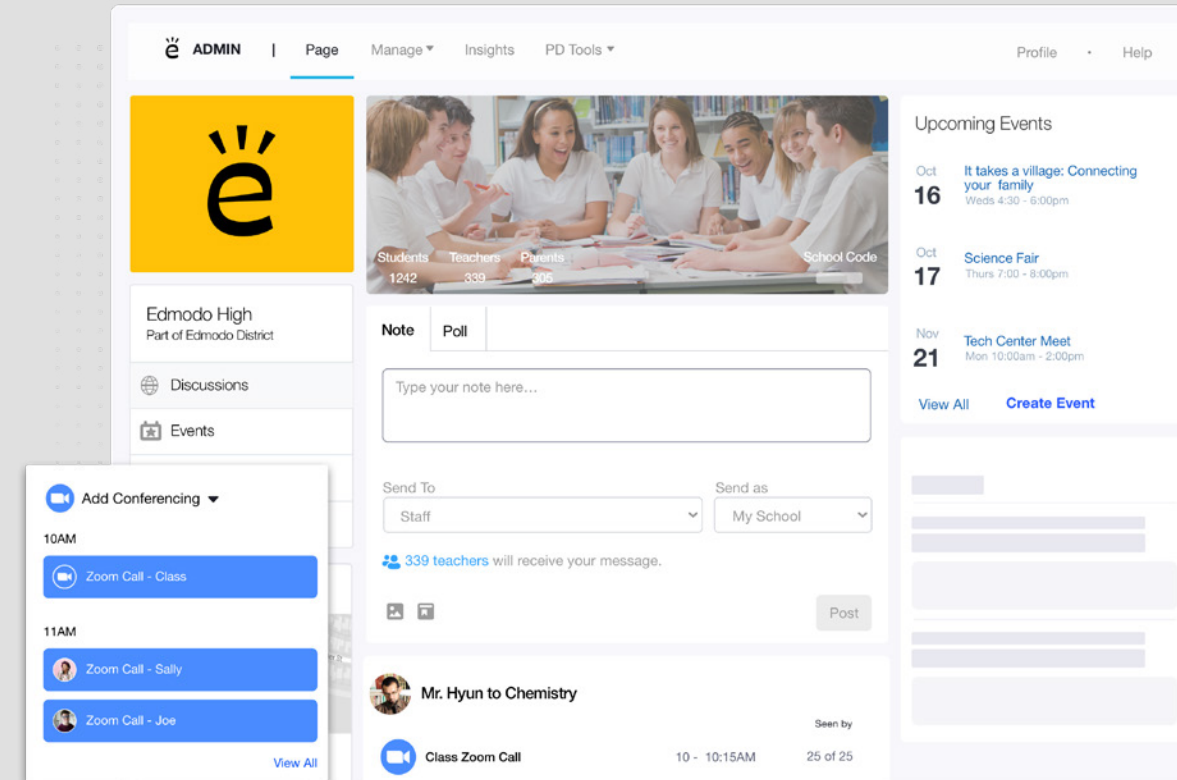 ë ADMIN | Page Manage Insights PD Tools Profile · Help
ë
Edmodo High
Part of Edmodo District
Discussions
Events
Add Conferencing
10AM
Zoom Call - Class
11AM
Zoom Call - Sally
Zoom Call - Joe
View All
Students Teachers Parents School Code
1242 339 305
Note Poll
Type your note here...
Send To Send as
Staff My School
339 teachers will receive your message.
Post
Mr. Hyun to Chemistry
Seen by
Class Zoom Call 10 - 10:15AM 25 of 25
Upcoming Events
Oct
16
It takes a village: Connecting
your family
Weds 4:30 - 6:00pm
Oct
17
Science Fair
Thurs 7:00 - 8:00pm
Nov
21
Tech Center Meet
Mon 10:00am - 2:00pm
View All Create Event